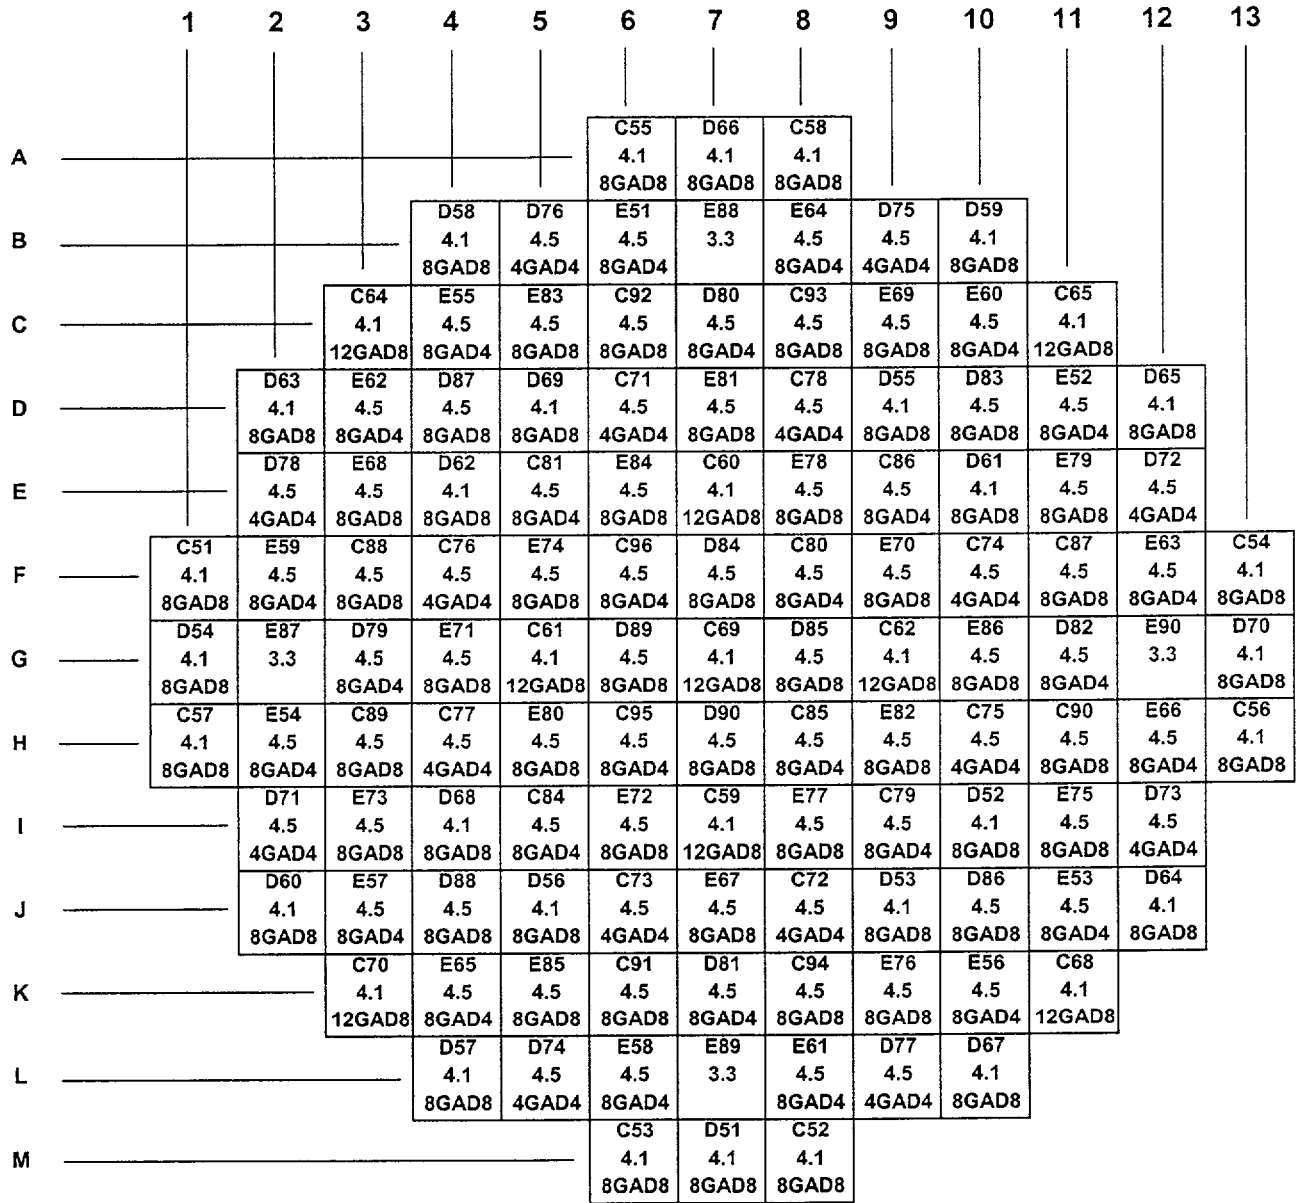 1 2 3 4 5 6 7 8 9 10 11 12 13
C55 D66 C58
A 4.1 4.1 4.1
8GAD8 8GAD8 8GAD8
D58 D76 E51 E88 E64 D75 D59
B 4.1 4.5 4.5 3.3 4.5 4.5 4.1
8GAD8 4GAD4 8GAD4 8GAD4 4GAD4 8GAD8
C64 E55 E83 C92 D80 C93 E69 E60 C65
C 4.1 4.5 4.5 4.5 4.5 4.5 4.5 4.5 4.1
12GAD8 8GAD4 8GAD8 8GAD8 8GAD4 8GAD8 8GAD8 8GAD4 12GAD8
D63 E62 D87 D69 C71 E81 C78 D55 D83 E52 D65
D 4.1 4.5 4.5 4.1 4.5 4.5 4.5 4.1 4.5 4.5 4.1
8GAD8 8GAD4 8GAD8 8GAD8 4GAD4 8GAD8 4GAD4 8GAD8 8GAD8 8GAD4 8GAD8
D78 E68 D62 C81 E84 C60 E78 C86 D61 E79 D72
E 4.5 4.5 4.1 4.5 4.5 4.1 4.5 4.5 4.1 4.5 4.5
4GAD4 8GAD8 8GAD8 8GAD4 8GAD8 12GAD8 8GAD8 8GAD4 8GAD8 8GAD8 4GAD4
C51 E59 C88 C76 E74 C96 D84 C80 E70 C74 C87 E63 C54
F 4.1 4.5 4.5 4.5 4.5 4.5 4.5 4.5 4.5 4.5 4.5 4.5 4.1
8GAD8 8GAD4 8GAD8 4GAD4 8GAD8 8GAD4 8GAD8 8GAD4 8GAD8 4GAD4 8GAD8 8GAD4 8GAD8
D54 E87 D79 E71 C61 D89 C69 D85 C62 E86 D82 E90 D70
G 4.1 3.3 4.5 4.5 4.1 4.5 4.1 4.5 4.1 4.5 4.5 3.3 4.1
8GAD8 8GAD4 8GAD8 12GAD8 8GAD8 12GAD8 8GAD8 12GAD8 8GAD8 8GAD4 8GAD8
C57 E54 C89 C77 E80 C95 D90 C85 E82 C75 C90 E66 C56
H 4.1 4.5 4.5 4.5 4.5 4.5 4.5 4.5 4.5 4.5 4.5 4.5 4.1
8GAD8 8GAD4 8GAD8 4GAD4 8GAD8 8GAD4 8GAD8 8GAD4 8GAD8 4GAD4 8GAD8 8GAD4 8GAD8
D71 E73 D68 C84 E72 C59 E77 C79 D52 E75 D73
I 4.5 4.5 4.1 4.5 4.5 4.1 4.5 4.5 4.1 4.5 4.5
4GAD4 8GAD8 8GAD8 8GAD4 8GAD8 12GAD8 8GAD8 8GAD4 8GAD8 8GAD8 4GAD4
D60 E57 D88 D56 C73 E67 C72 D53 D86 E53 D64
J 4.1 4.5 4.5 4.1 4.5 4.5 4.5 4.1 4.5 4.5 4.1
8GAD8 8GAD4 8GAD8 8GAD8 4GAD4 8GAD8 4GAD4 8GAD8 8GAD8 8GAD4 8GAD8
C70 E65 E85 C91 D81 C94 E76 E56 C68
K 4.1 4.5 4.5 4.5 4.5 4.5 4.5 4.5 4.1
12GAD8 8GAD4 8GAD8 8GAD8 8GAD4 8GAD8 8GAD8 8GAD4 12GAD8
D57 D74 E58 E89 E61 D77 D67
L 4.1 4.5 4.5 3.3 4.5 4.5 4.1
8GAD8 4GAD4 8GAD4 8GAD4 4GAD4 8GAD8
C53 D51 C52
M 4.1 4.1 4.1
8GAD8 8GAD8 8GAD8